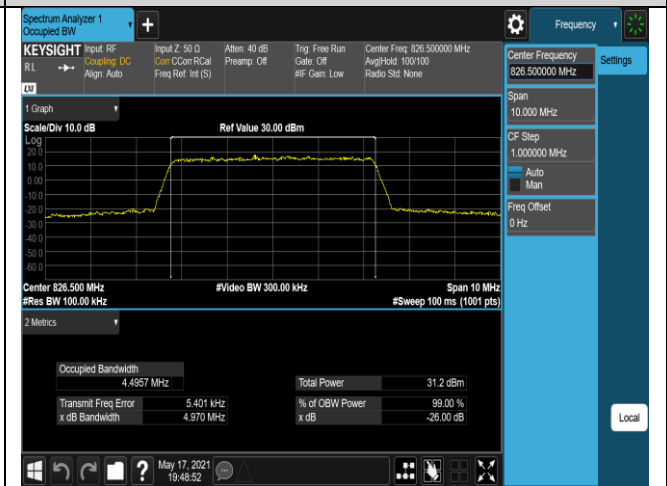 Spectrum Analyzer 1
Occupied BW
Frequency
KEYSIGHT
RL
LXI
Input: RF
Coupling: DC
Align: Auto
Input Z: 50 Ω
Corr CCorr RCal
Freq Ref: Int (S)
Atten: 40 dB
Preamp: Off
Trig: Free Run
Gate: Off
#IF Gain: Low
Center Freq: 826.500000 MHz
Avg|Hold: 100/100
Radio Std: None
Center Frequency
826.500000 MHz
Settings
Span
10.000 MHz
CF Step
1.000000 MHz
Auto
Man
Freq Offset
0 Hz
1 Graph
Scale/Div 10.0 dB
Ref Value 30.00 dBm
Log
20.0
10.0
0.00
-10.0
-20.0
-30.0
-40.0
-50.0
-60.0
Center 826.500 MHz
#Video BW 300.00 kHz
Span 10 MHz
#Res BW 100.00 kHz
#Sweep 100 ms (1001 pts)
2 Metrics
Occupied Bandwidth
4.4957 MHz
Total Power 31.2 dBm
Transmit Freq Error 5.401 kHz
% of OBW Power 99.00 %
x dB Bandwidth 4.970 MHz
x dB -26.00 dB
Local
?
May 17, 2021
19:48:52